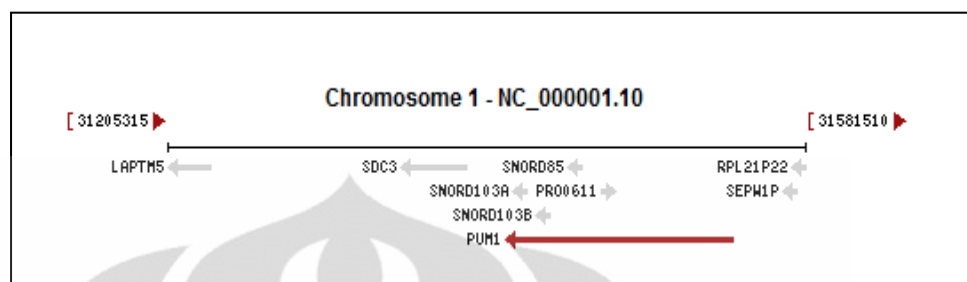 Chromosome 1 - NC_000001.10
[ 31205315
[ 31581510
LAPTM5 SDC3 SNORD85 RPL21P22
SNORD103A PRO0611 SEPW1P
SNORD103B
PUM1